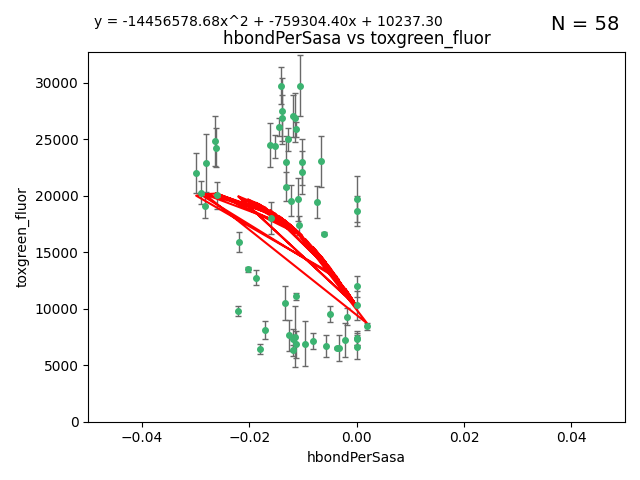 y = -14456578.68x^2 + -759304.40x + 10237.30
N = 58
hbondPerSasa vs toxgreen_fluor
30000
25000
20000
15000
10000
5000
0
toxgreen_fluor
−0.04
−0.02
0.00
0.02
0.04
hbondPerSasa